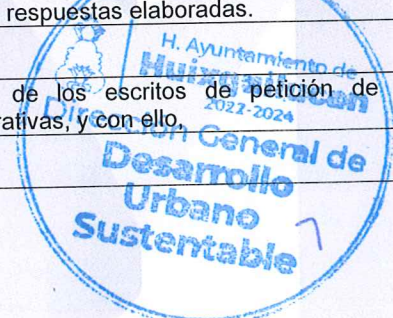 respuestas elaboradas.
H. Ayuntamiento de
Huixquilucan
2022-2024
de los escritos de petición de
rativas, y con ello,
Dirección General de
Desarrollo
Urbano
Sustentable